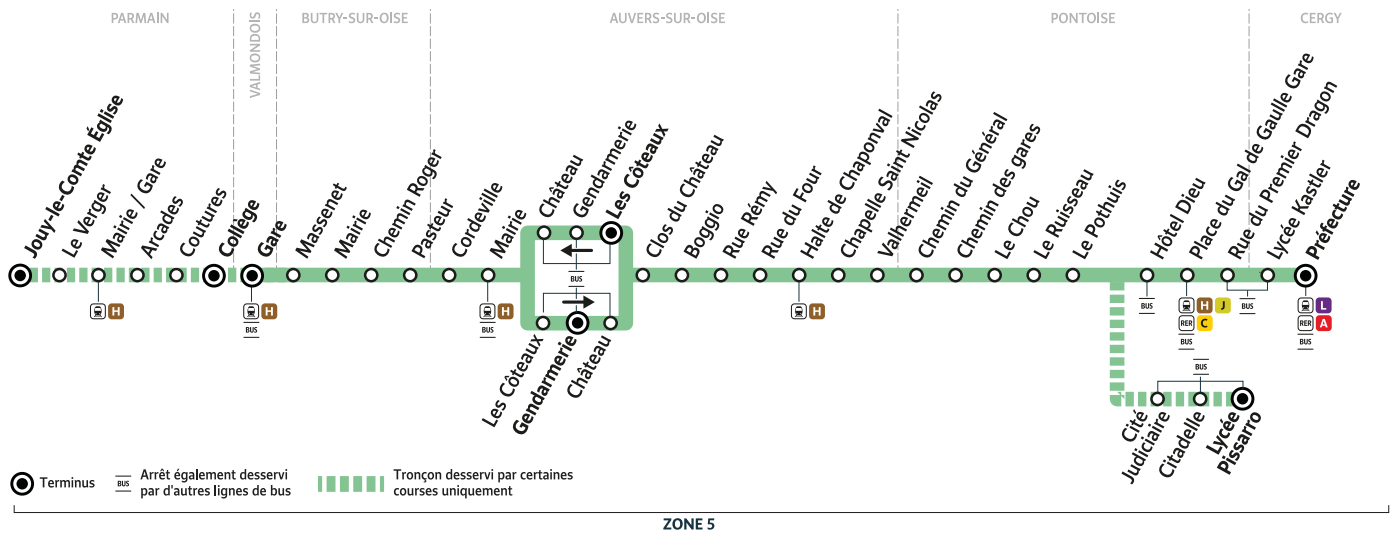 PARMAIN
VALMONDOIS
BUTRY-SUR-OISE
AUVERS-SUR-OISE
PONTOISE
CERGY
Jouy-le-Comte Église
Le Verger
Mairie / Gare
Arcades
Coutures
Collège
Gare
Massenet
Mairie
Chemin Roger
Pasteur
Cordeville
Mairie
Château
Gendarmerie
Les Côteaux
Clos du Château
Boggio
Rue Rémy
Rue du Four
Halte de Chaponval
Chapelle Saint Nicolas
Valhermeil
Chemin du Général
Chemin des gares
Le Chou
Le Ruisseau
Le Pothuis
Hôtel Dieu
Place du Gal de Gaulle Gare
Rue du Premier Dragon
Lycée Kastler
Préfecture
BUS
BUS
H
H
BUS
H
BUS
H
BUS
H J
RER C
BUS
BUS
L
RER A
BUS
Les Côteaux
Gendarmerie
Château
BUS
Cité
Judiciaire
Citadelle
Lycée
Pissarro
Terminus
BUS
Arrêt également desservi
par d'autres lignes de bus
Tronçon desservi par certaines
courses uniquement
ZONE 5